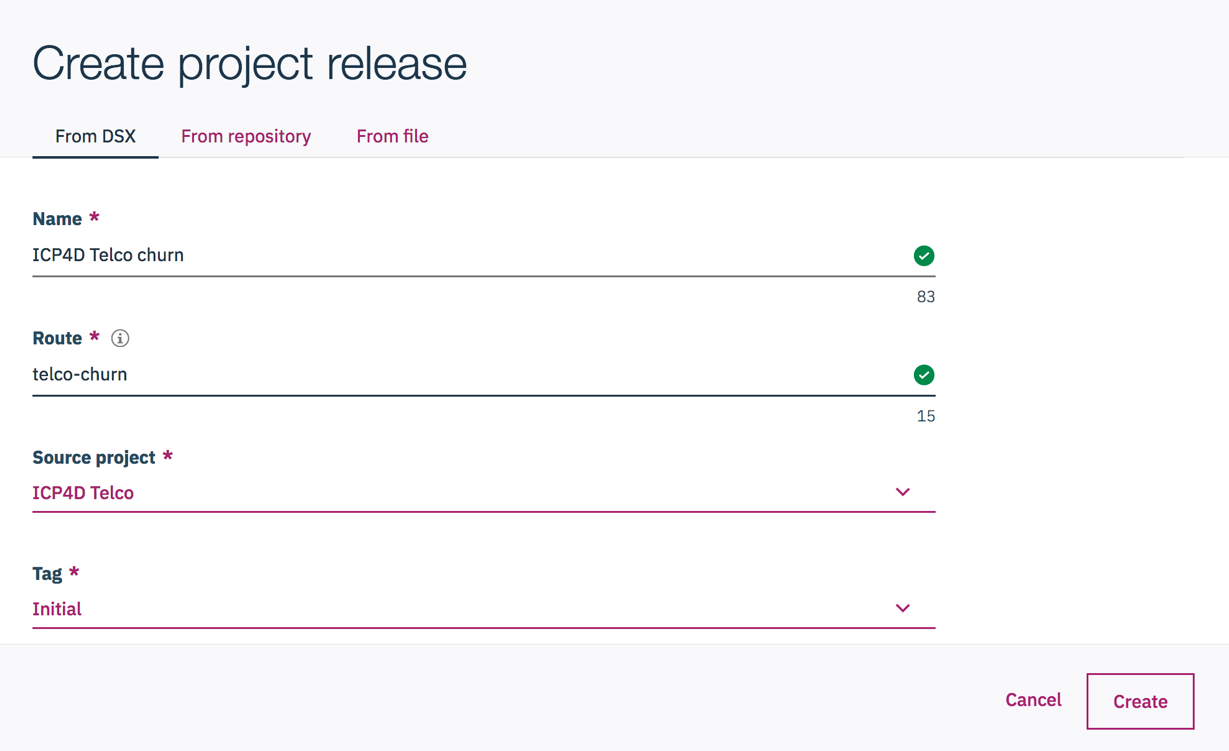 Create project release
From DSX From repository From file
Name *
ICP4D Telco churn
83
Route *
telco-churn
15
Source project *
ICP4D Telco
Tag *
Initial
Cancel Create